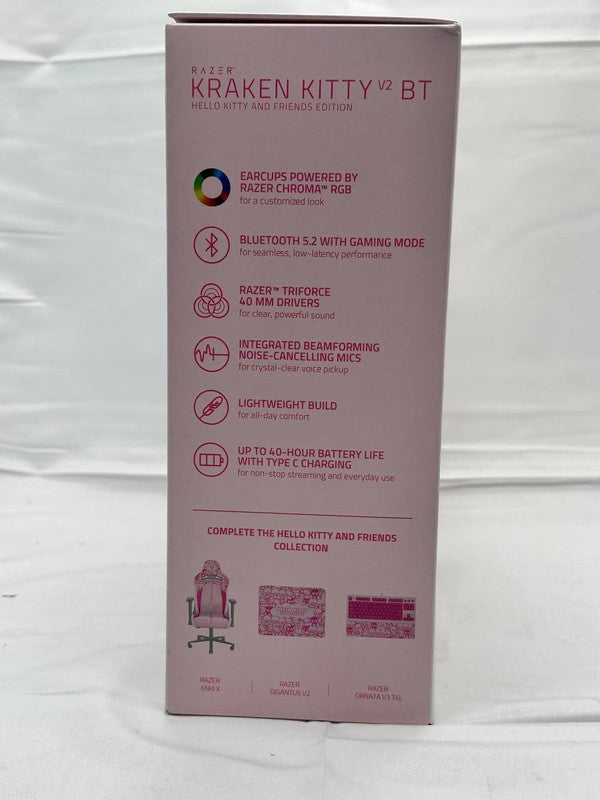 RAZER™
KRAKEN KITTY V2 BT
HELLO KITTY AND FRIENDS EDITION
EARCUPS POWERED BY
RAZER CHROMA™ RGB
for a customized look
BLUETOOTH 5.2 WITH GAMING MODE
for seamless, low-latency performance
RAZER™ TRIFORCE
40 MM DRIVERS
for clear, powerful sound
INTEGRATED BEAMFORMING
NOISE-CANCELLING MICS
for crystal-clear voice pickup
LIGHTWEIGHT BUILD
for all-day comfort
UP TO 40-HOUR BATTERY LIFE
WITH TYPE C CHARGING
for non-stop streaming and everyday use
COMPLETE THE HELLO KITTY AND FRIENDS
COLLECTION
RAZER
ENKI X
RAZER
GIGANTUS V2
RAZER
ORNATA V3 TKL